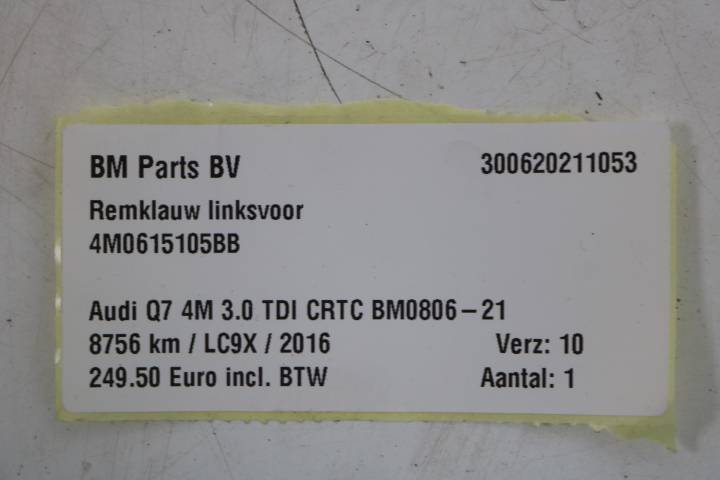 BM Parts BV 300620211053
Remklauw linksvoor
4M0615105BB
Audi Q7 4M 3.0 TDI CRTC BM0806-21
8756 km / LC9X / 2016 Verz: 10
249.50 Euro incl. BTW Aantal: 1